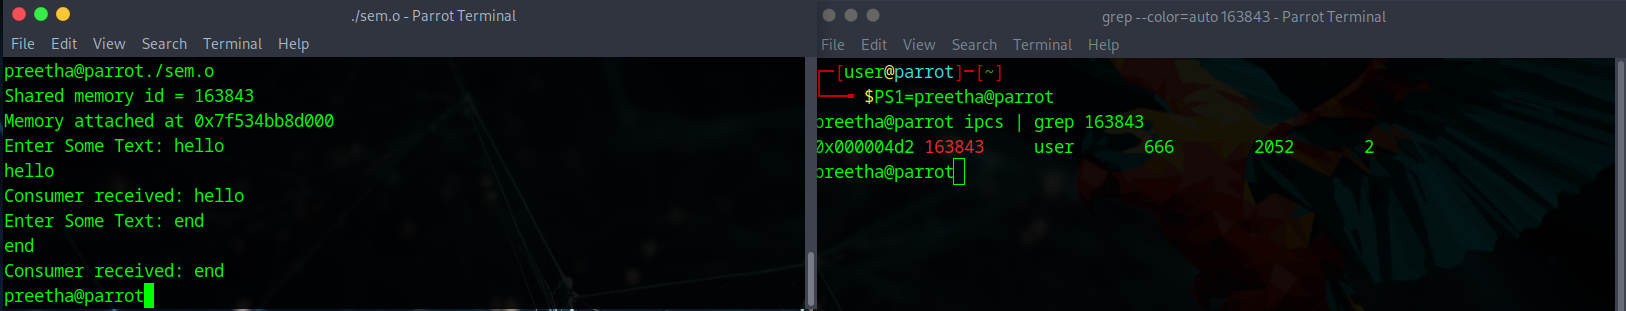 ./sem.o - Parrot Terminal
File Edit View Search Terminal Help
preetha@parrot./sem.o
Shared memory id = 163843
Memory attached at 0x7f534bb8d000
Enter Some Text: hello
hello
Consumer received: hello
Enter Some Text: end
end
Consumer received: end
preetha@parrot
grep --color=auto 163843 - Parrot Terminal
File Edit View Search Terminal Help
[user@parrot]-[~]
$PS1=preetha@parrot
preetha@parrot ipcs | grep 163843
0x000004d2 163843 user 666 2052 2
preetha@parrot